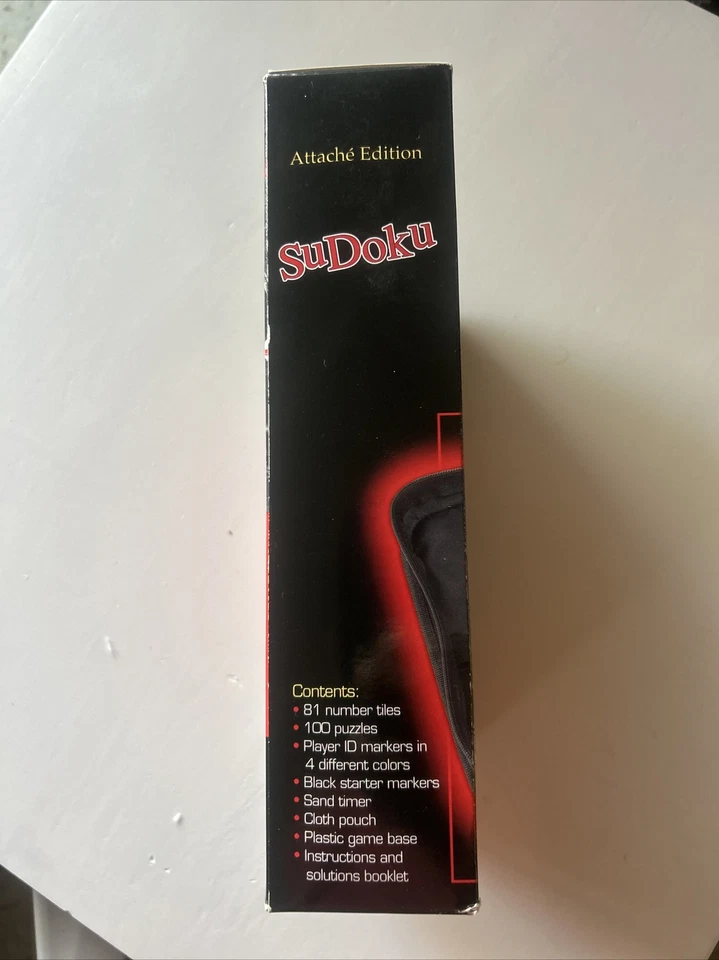 Attaché Edition
SuDoku
Contents:
• 81 number tiles
• 100 puzzles
• Player ID markers in
4 different colors
• Black starter markers
• Sand timer
• Cloth pouch
• Plastic game base
• Instructions and
solutions booklet